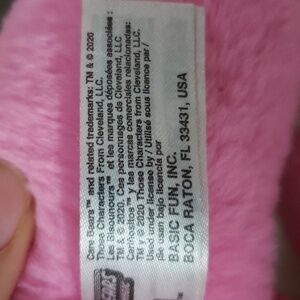 Care Bears™ and related trademarks: TM & © 2020
Those Characters From Cleveland, LLC.
Les Bisounours™ et les marques déposées associées :
TM & © 2020. Ces personnages de Cleveland, LLC.
Cariñositos™ y las marcas comerciales relacionadas:
TM y © 2020 Those Characters from Cleveland, LLC.
Used under license by / Utilisé sous licence par /
Se usan bajo licencia por
BASIC FUN, INC.
BOCA RATON, FL 33431, USA